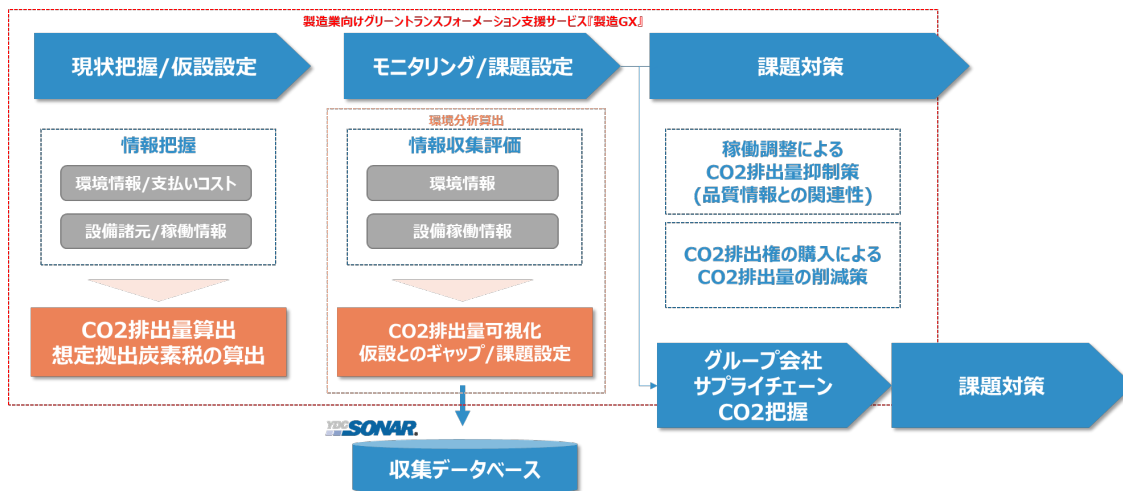 製造業向けグリーントランスフォーメーション支援サービス『製造GX』
現状把握/仮設設定
モニタリング/課題設定
課題対策
環境分析算出
情報把握
環境情報/支払いコスト
設備諸元/稼働情報
情報収集評価
環境情報
設備稼働情報
稼働調整による
CO2排出量抑制策
(品質情報との関連性)
CO2排出権の購入による
CO2排出量の削減策
CO2排出量算出
想定拠出炭素税の算出
CO2排出量可視化
仮設とのギャップ/課題設定
グループ会社
サプライチェーン
CO2把握
課題対策
YDC SONAR.
収集データベース